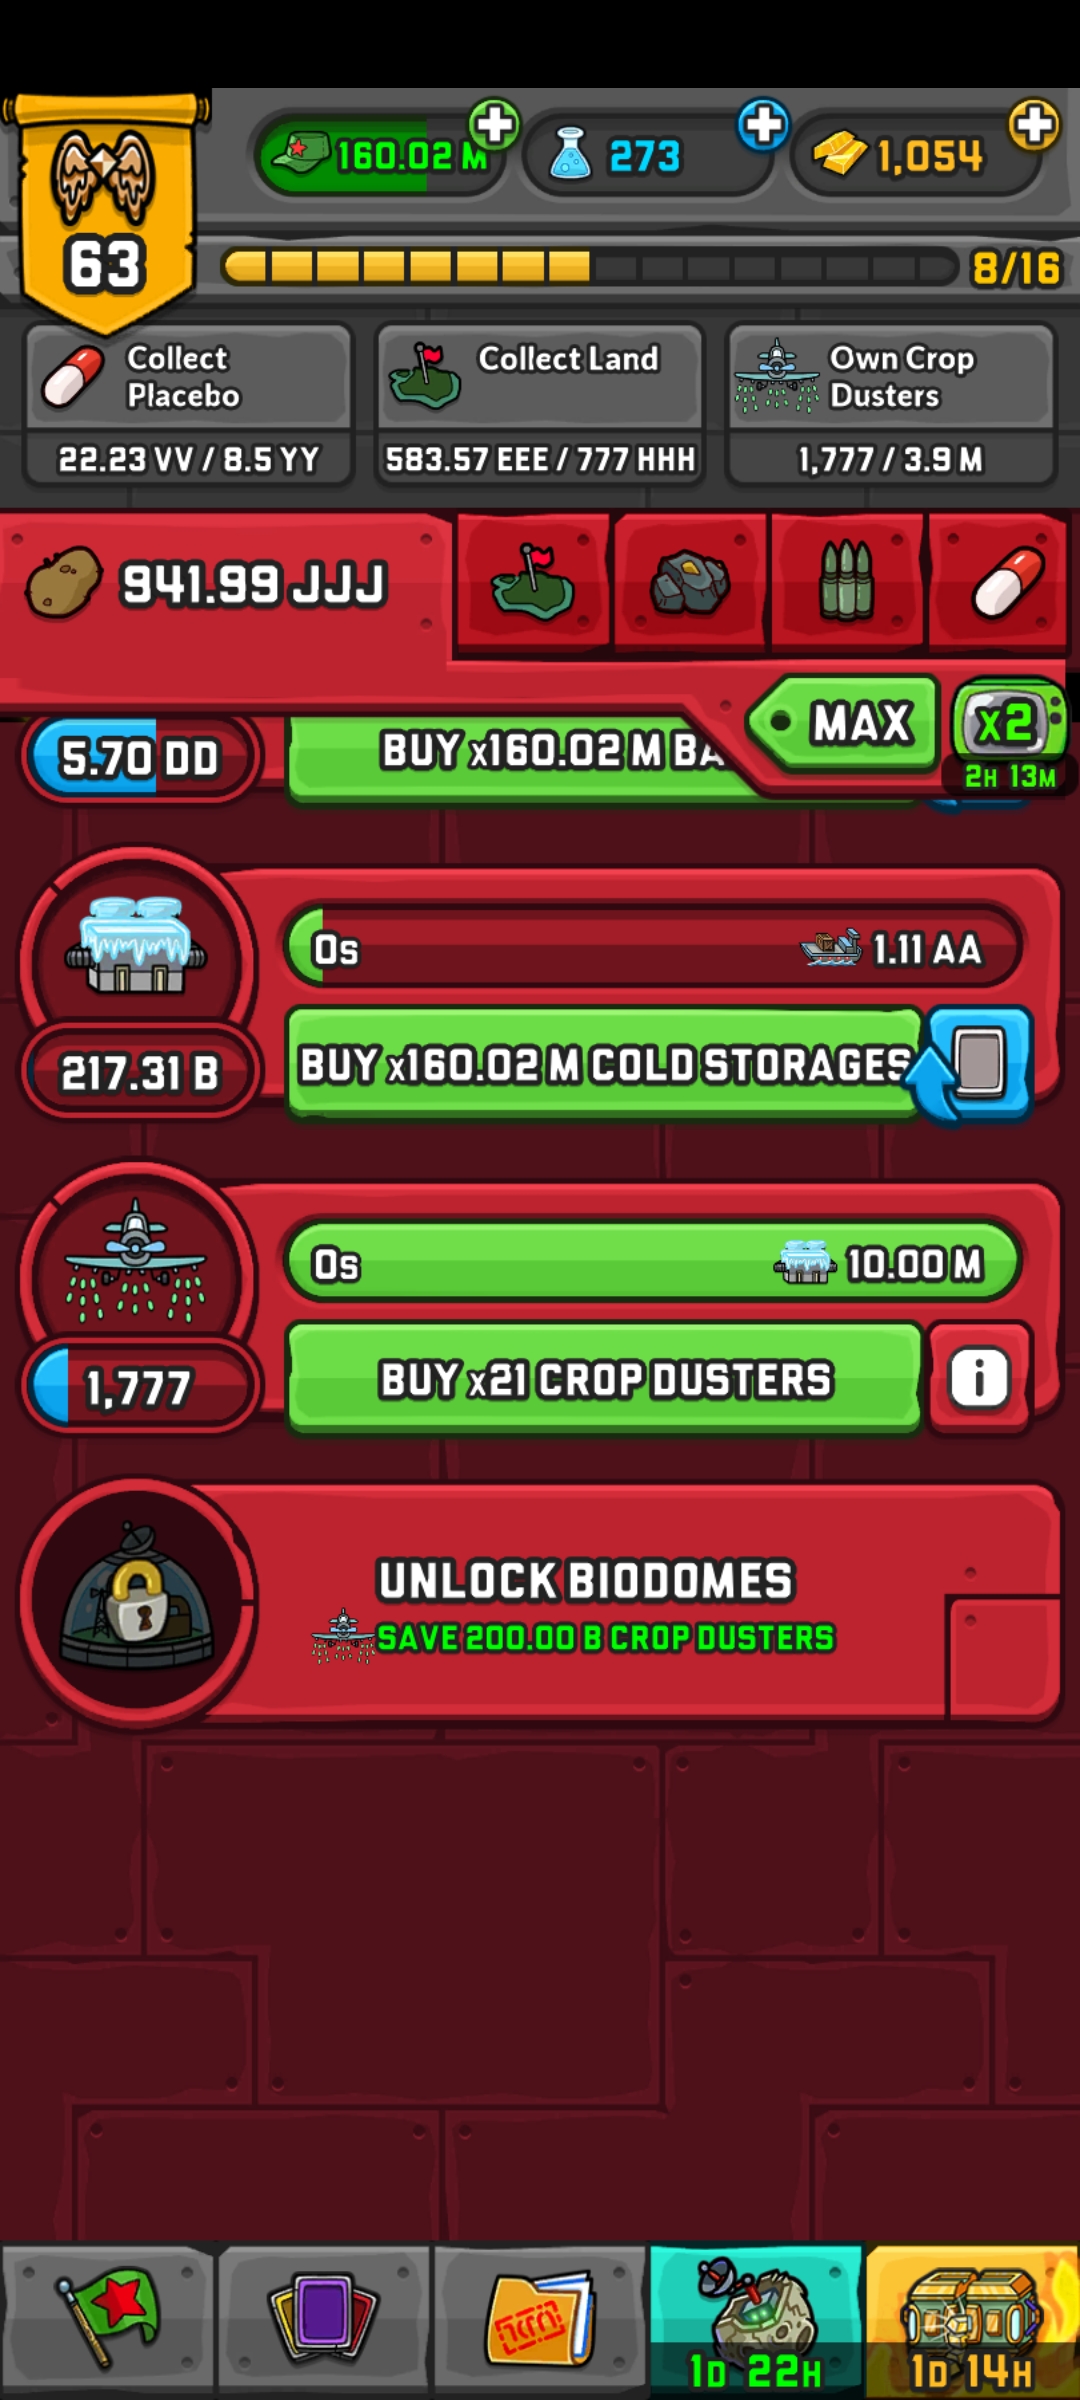 160.02 M
273
1,054
63
8/16
Collect
Placebo
22.23 VV / 8.5 YY
Collect Land
583.57 EEE / 777 HHH
Own Crop
Dusters
1,777 / 3.9 M
941.99 JJJ
MAX
x2
2H 13M
5.70 DD
BUY x160.02 M
0s
1.11 AA
217.31 B
BUY x160.02 M COLD STORAGES
0s
10.00 M
1,777
BUY x21 CROP DUSTERS
i
UNLOCK BIODOMES
SAVE 200.00 B CROP DUSTERS
1D 22H
1D 14H